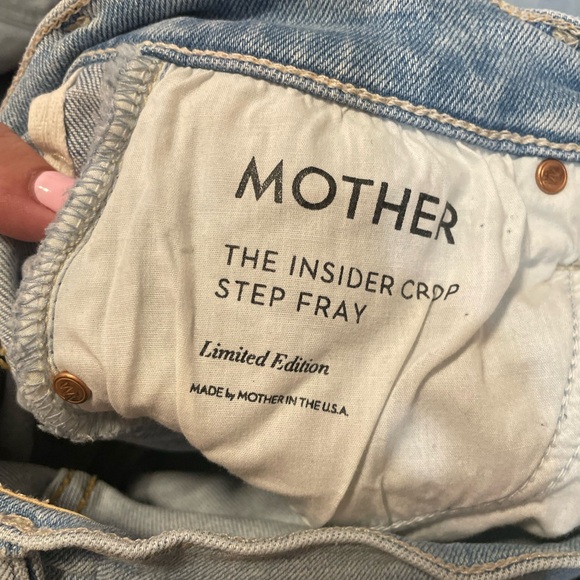 MOTHER
THE INSIDER CROP
STEP FRAY
Limited Edition
MADE by MOTHER IN THE U.S.A.